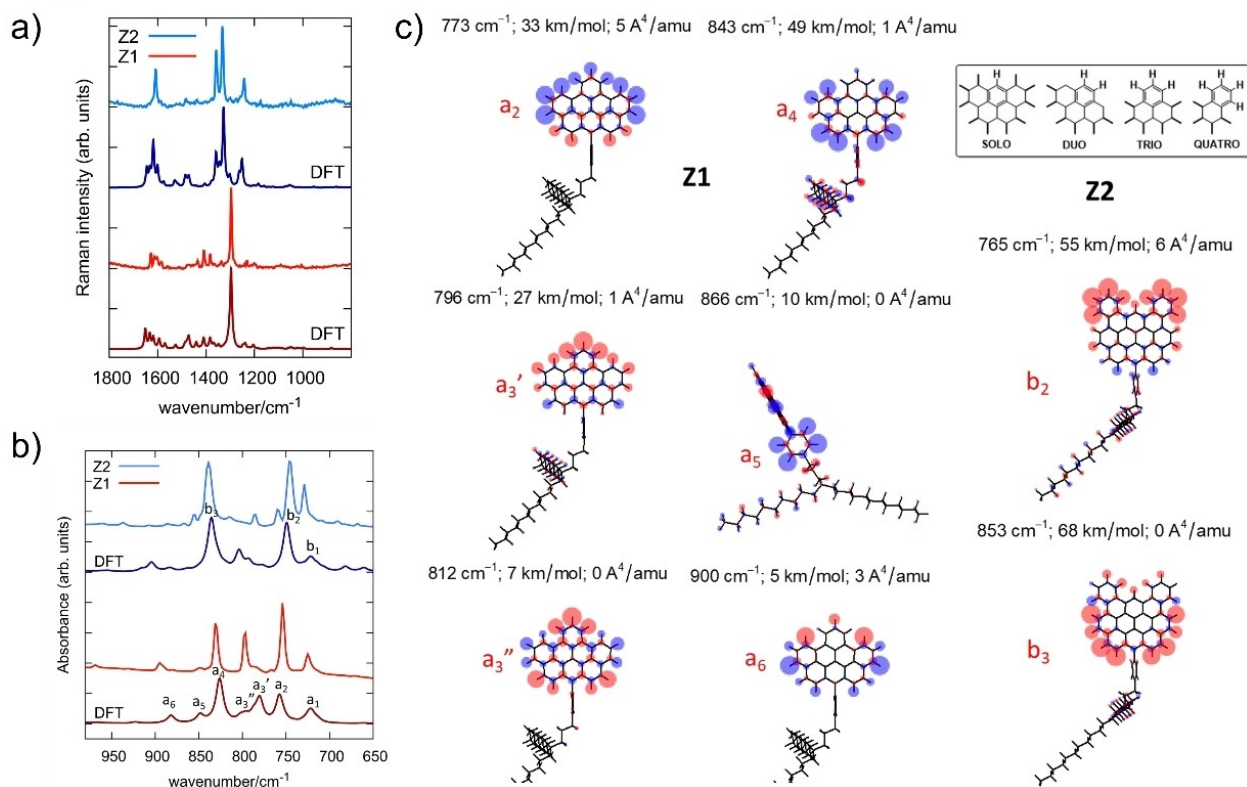 a)
Z2
Z1
DFT
DFT
Raman intensity (arb. units)
1800 1600 1400 1200 1000
wavenumber/cm⁻¹
b)
Z2
Z1
b₃
b₂
b₁
DFT
a₆
a₅
a₄
a₃″
a₃′
a₂
a₁
DFT
Absorbance (arb. units)
950 900 850 800 750 700 650
wavenumber/cm⁻¹
c)
773 cm⁻¹; 33 km/mol; 5 A⁴/amu
a₂
843 cm⁻¹; 49 km/mol; 1 A⁴/amu
a₄
Z1
796 cm⁻¹; 27 km/mol; 1 A⁴/amu
a₃′
866 cm⁻¹; 10 km/mol; 0 A⁴/amu
a₅
812 cm⁻¹; 7 km/mol; 0 A⁴/amu
a₃″
900 cm⁻¹; 5 km/mol; 3 A⁴/amu
a₆
H
H H
H H H
H H H H
SOLO DUO TRIO QUATRO
Z2
765 cm⁻¹; 55 km/mol; 6 A⁴/amu
b₂
853 cm⁻¹; 68 km/mol; 0 A⁴/amu
b₃